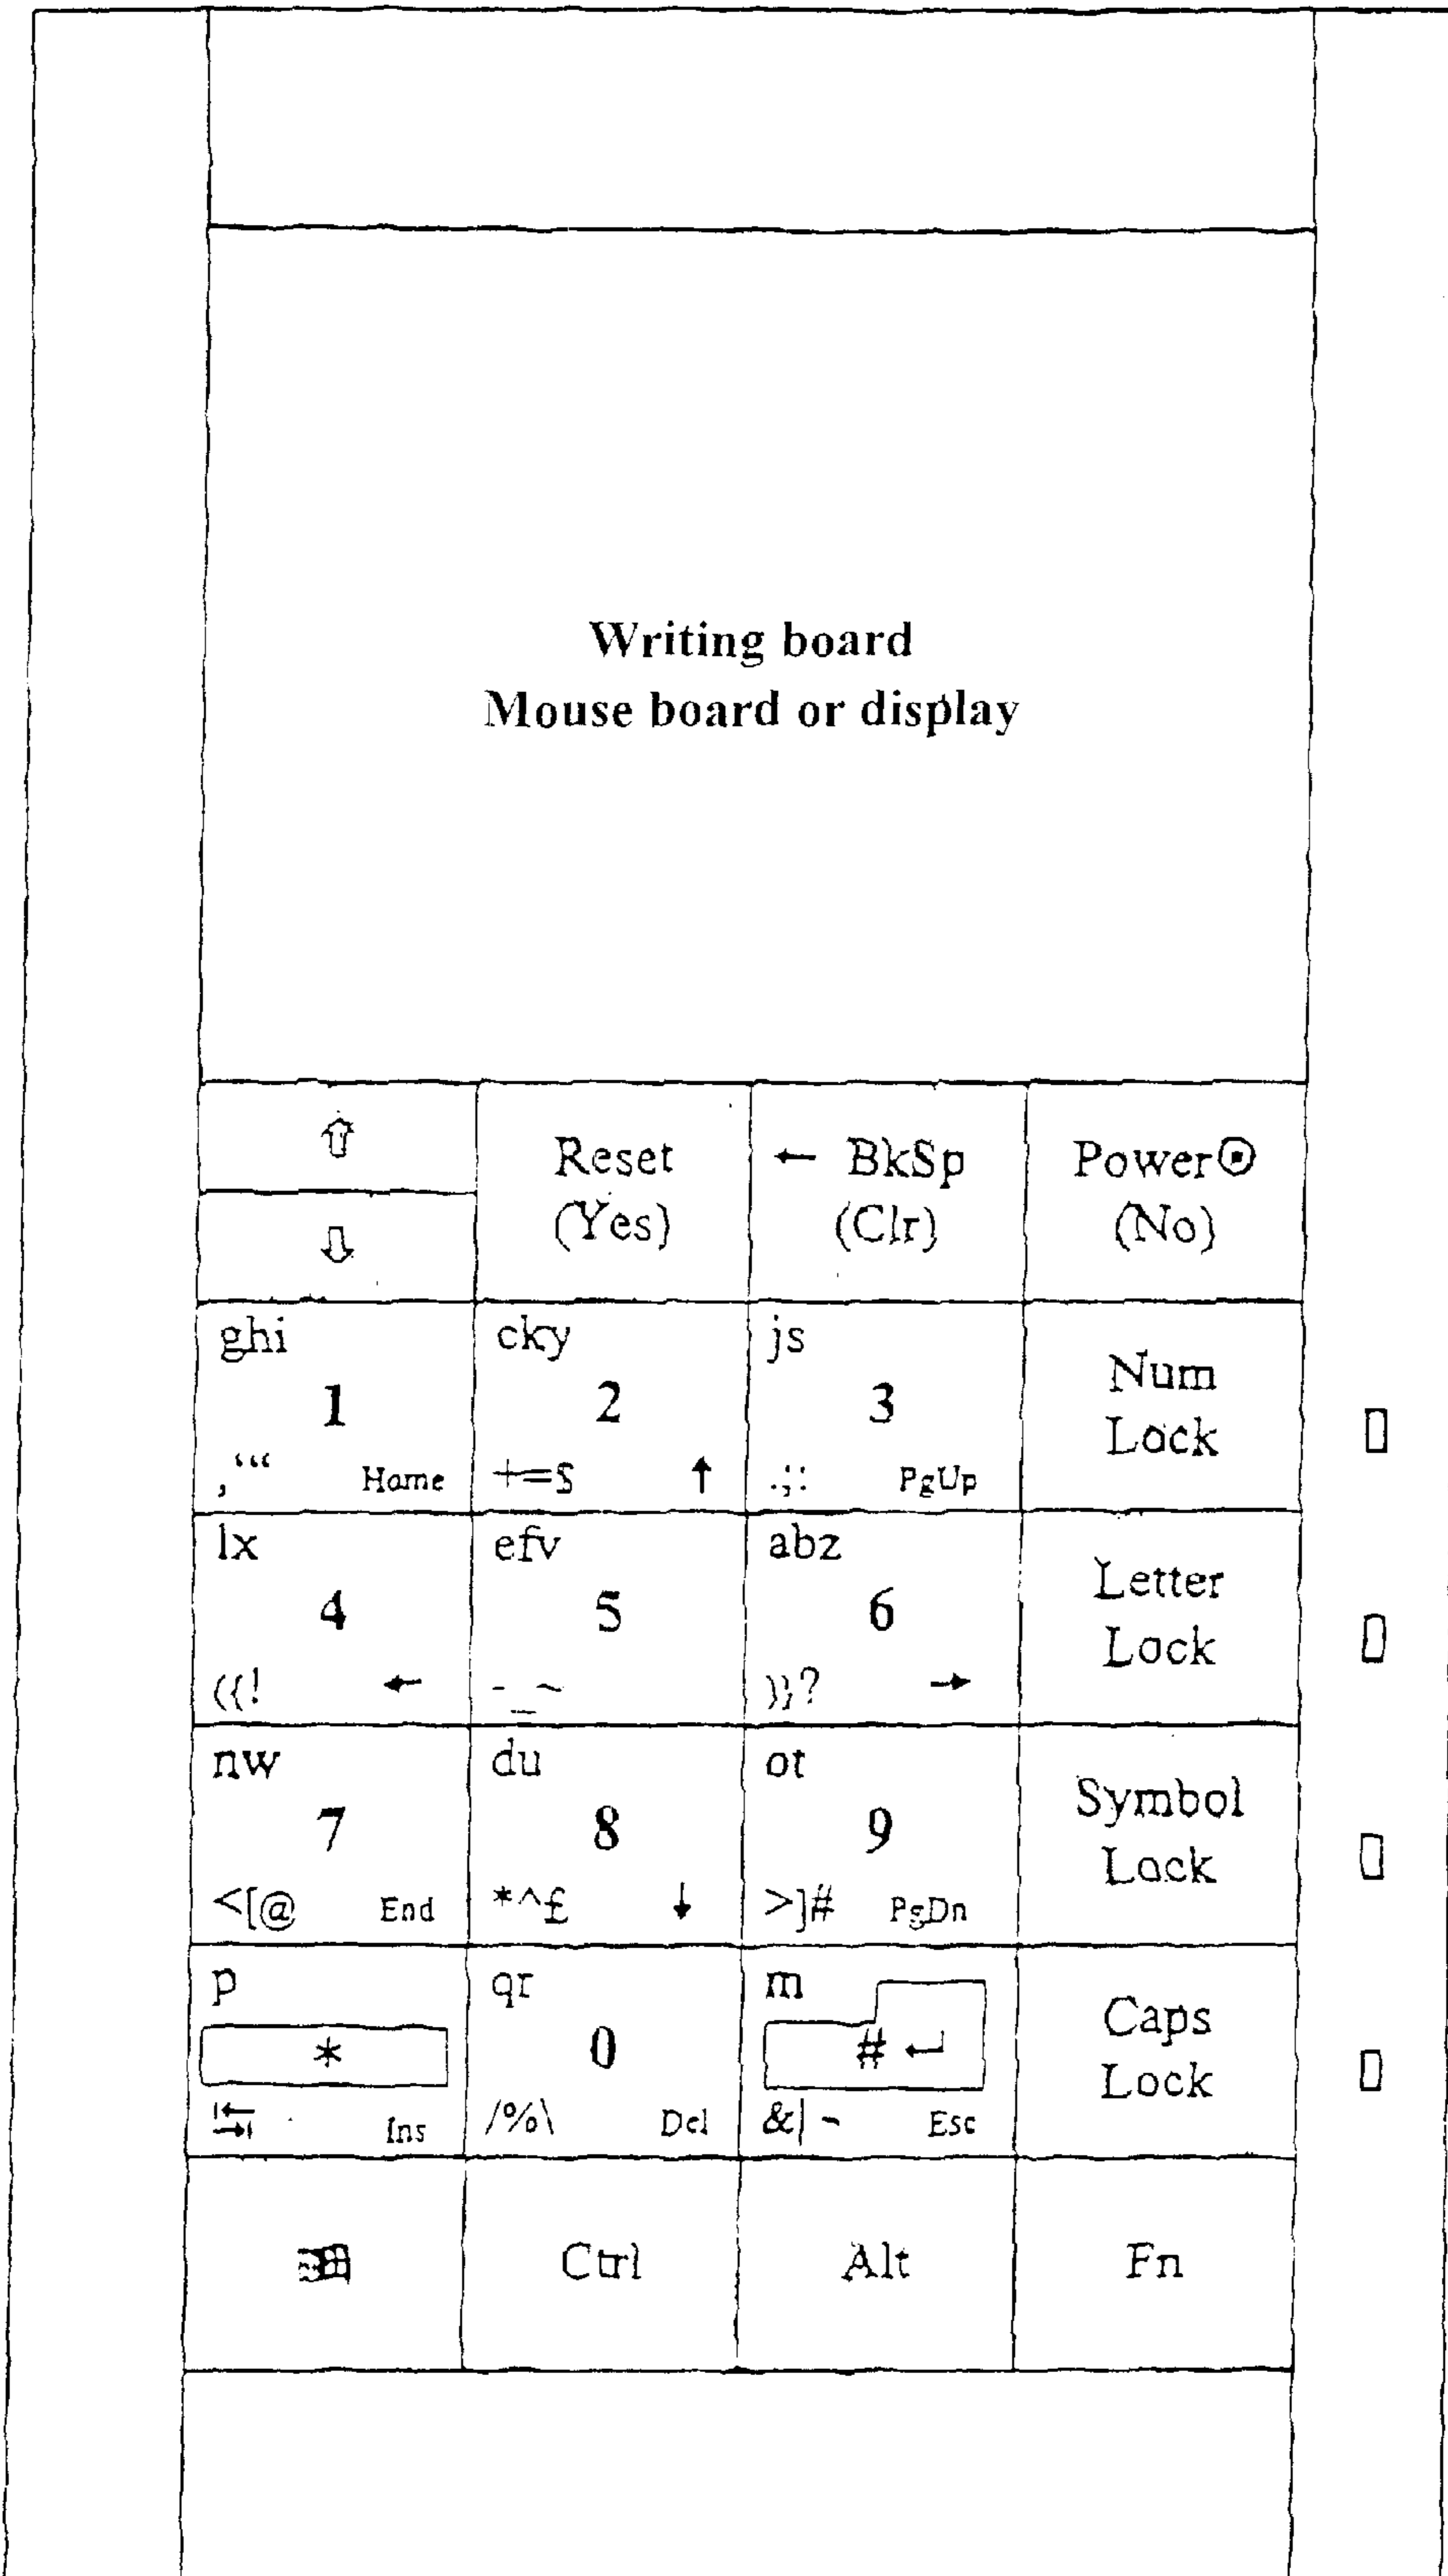 Writing board
Mouse board or display
⇧
⇩
Reset
(Yes)
← BkSp
(Clr)
Power⊙
(No)
ghi
1
,‘“ Home
cky
2
+=$ ↑
js
3
.;: PgUp
Num
Lock
lx
4
({! ←
efv
5
-_~
abz
6
)}? →
Letter
Lock
nw
7
<[@ End
du
8
*^£ ↓
ot
9
>]# PgDn
Symbol
Lock
p
*
Ins
qr
0
/%\ Del
m
# ↵
&|¬ Esc
Caps
Lock
Ctrl
Alt
Fn